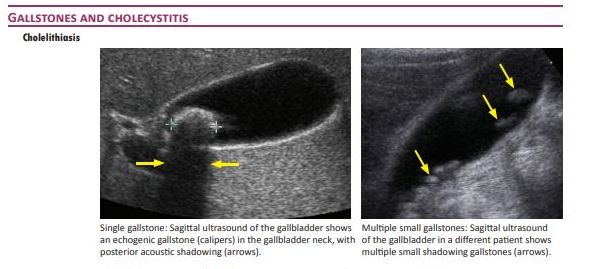 GALLSTONES AND CHOLECYSTITIS
Cholelithiasis
Single gallstone: Sagittal ultrasound of the gallbladder shows
an echogenic gallstone (calipers) in the gallbladder neck, with
posterior acoustic shadowing (arrows).
Multiple small gallstones: Sagittal ultrasound
of the gallbladder in a different patient shows
multiple small shadowing gallstones (arrows).